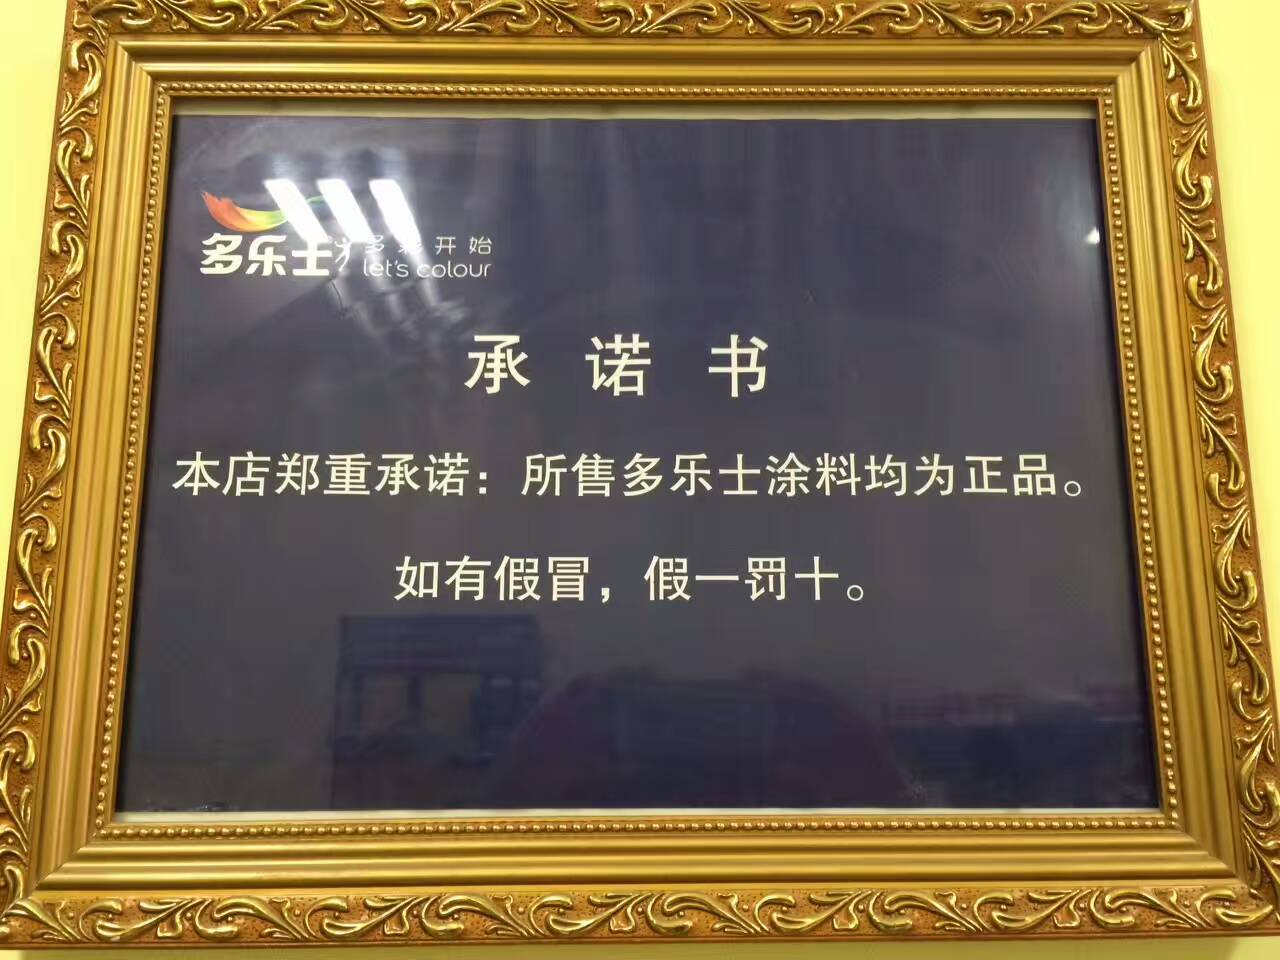 多乐士 多彩开始
let's colour
承诺书
本店郑重承诺：所售多乐士涂料均为正品。
如有假冒，假一罚十。